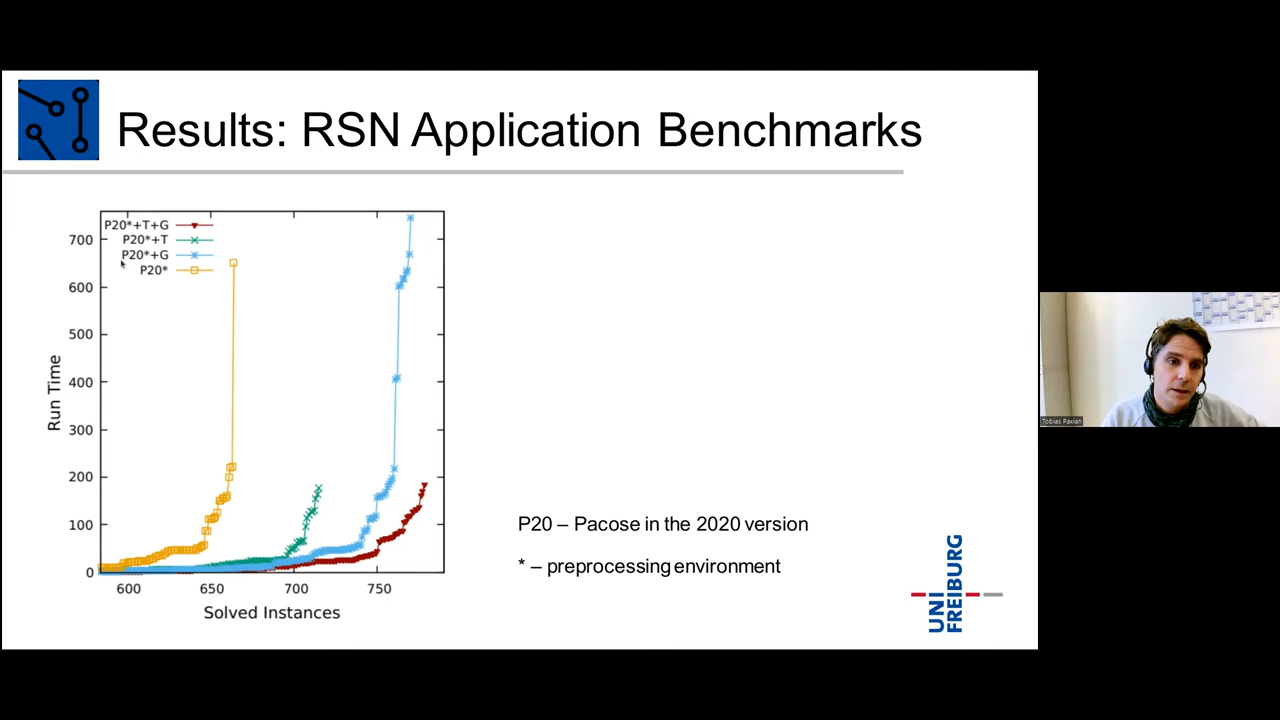 Results: RSN Application Benchmarks
P20*+T+G
P20*+T
P20*+G
P20*
700
600
500
400
300
200
100
0
Run Time
600
650
700
750
Solved Instances
P20 – Pacose in the 2020 version
* – preprocessing environment
UNI
FREIBURG
Tobias Paxian